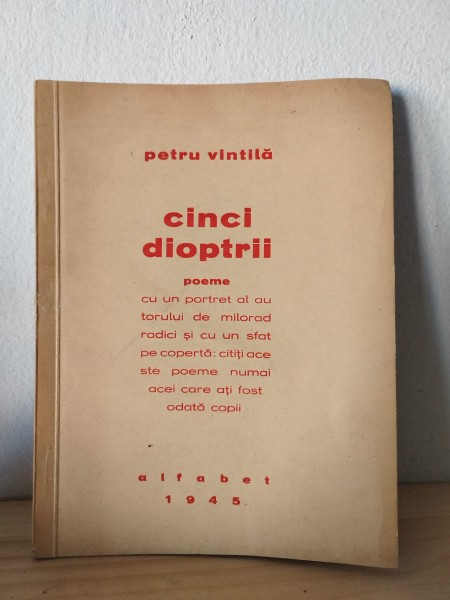 petru vintilă
cinci
dioptrii
poeme
cu un portret al au
torului de milorad
radici și cu un sfat
pe copertă: citiți ace
ste poeme numai
acei care ați fost
odată copii
alfabet
1945